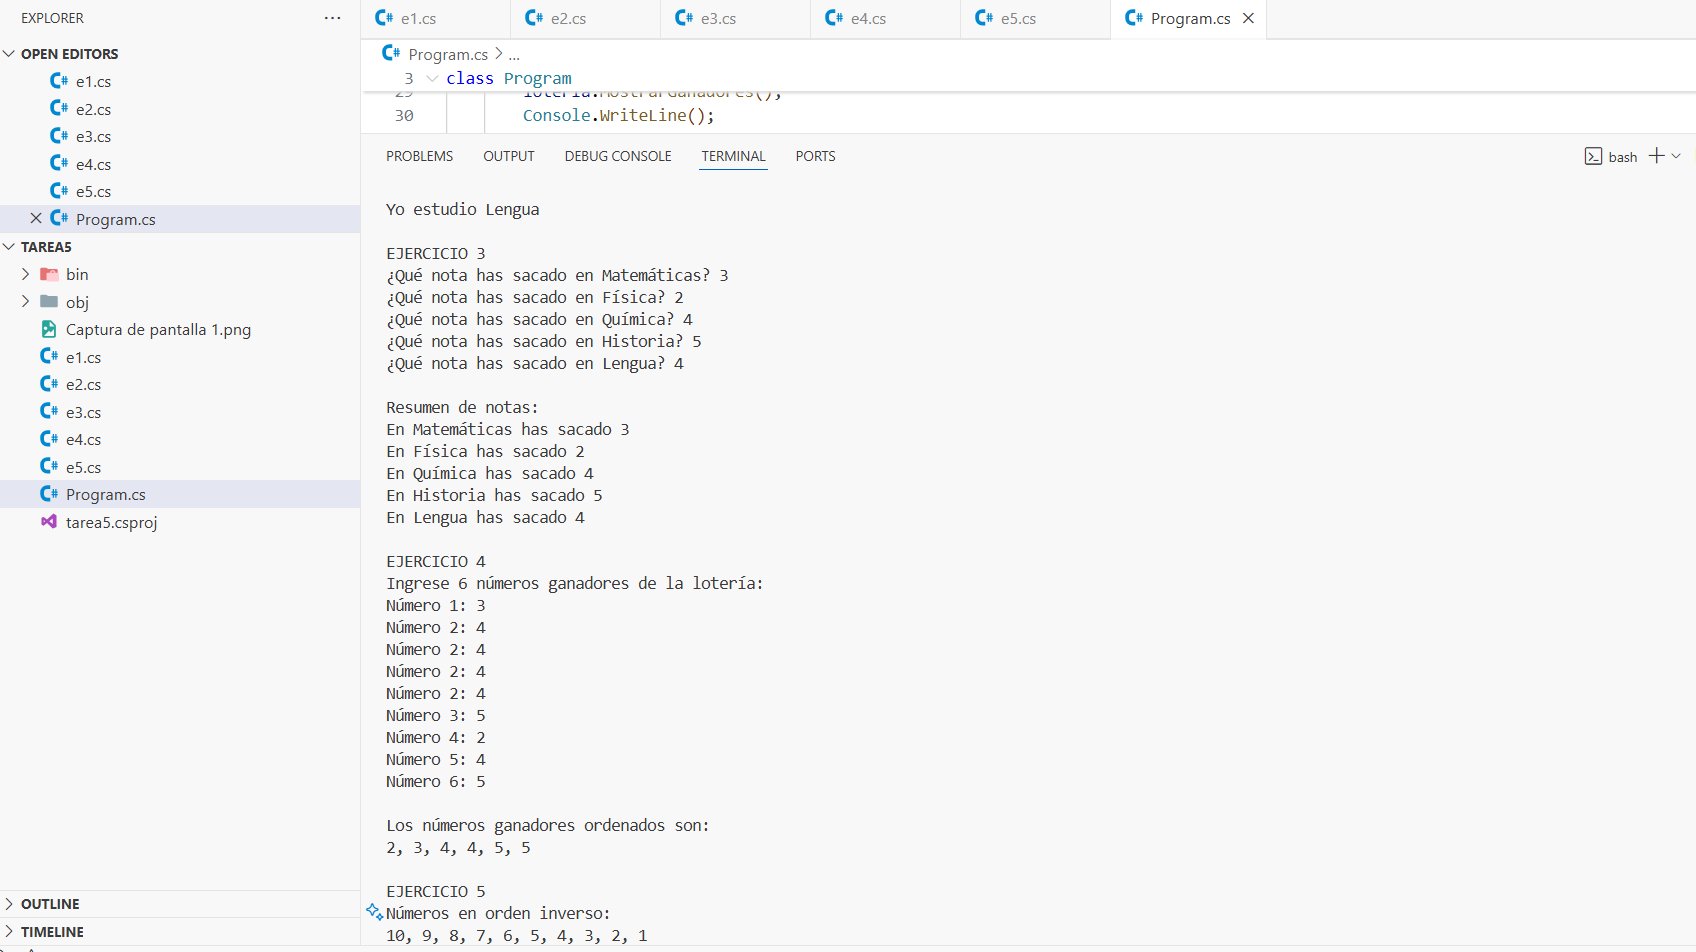 EXPLORER
···
OPEN EDITORS
e1.cs
e2.cs
e3.cs
e4.cs
e5.cs
Program.cs
TAREA5
bin
obj
Captura de pantalla 1.png
e1.cs
e2.cs
e3.cs
e4.cs
e5.cs
Program.cs
tarea5.csproj
OUTLINE
TIMELINE
e1.cs e2.cs e3.cs e4.cs e5.cs Program.cs
Program.cs > ...
3 class Program
29 loteria.MostrarGanadores();
30 Console.WriteLine();
PROBLEMS OUTPUT DEBUG CONSOLE TERMINAL PORTS bash
Yo estudio Lengua
EJERCICIO 3
¿Qué nota has sacado en Matemáticas? 3
¿Qué nota has sacado en Física? 2
¿Qué nota has sacado en Química? 4
¿Qué nota has sacado en Historia? 5
¿Qué nota has sacado en Lengua? 4
Resumen de notas:
En Matemáticas has sacado 3
En Física has sacado 2
En Química has sacado 4
En Historia has sacado 5
En Lengua has sacado 4
EJERCICIO 4
Ingrese 6 números ganadores de la lotería:
Número 1: 3
Número 2: 4
Número 2: 4
Número 2: 4
Número 2: 4
Número 3: 5
Número 4: 2
Número 5: 4
Número 6: 5
Los números ganadores ordenados son:
2, 3, 4, 4, 5, 5
EJERCICIO 5
Números en orden inverso:
10, 9, 8, 7, 6, 5, 4, 3, 2, 1